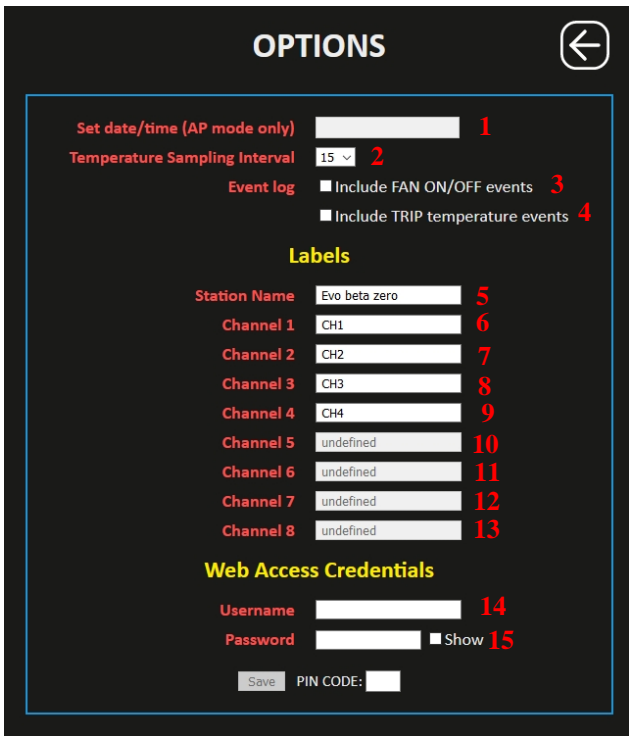 OPTIONS
Set date/time (AP mode only) 1
Temperature Sampling Interval 15 2
Event log Include FAN ON/OFF events 3
Include TRIP temperature events 4
Labels
Station Name Evo beta zero 5
Channel 1 CH1 6
Channel 2 CH2 7
Channel 3 CH3 8
Channel 4 CH4 9
Channel 5 undefined 10
Channel 6 undefined 11
Channel 7 undefined 12
Channel 8 undefined 13
Web Access Credentials
Username 14
Password Show 15
Save PIN CODE: